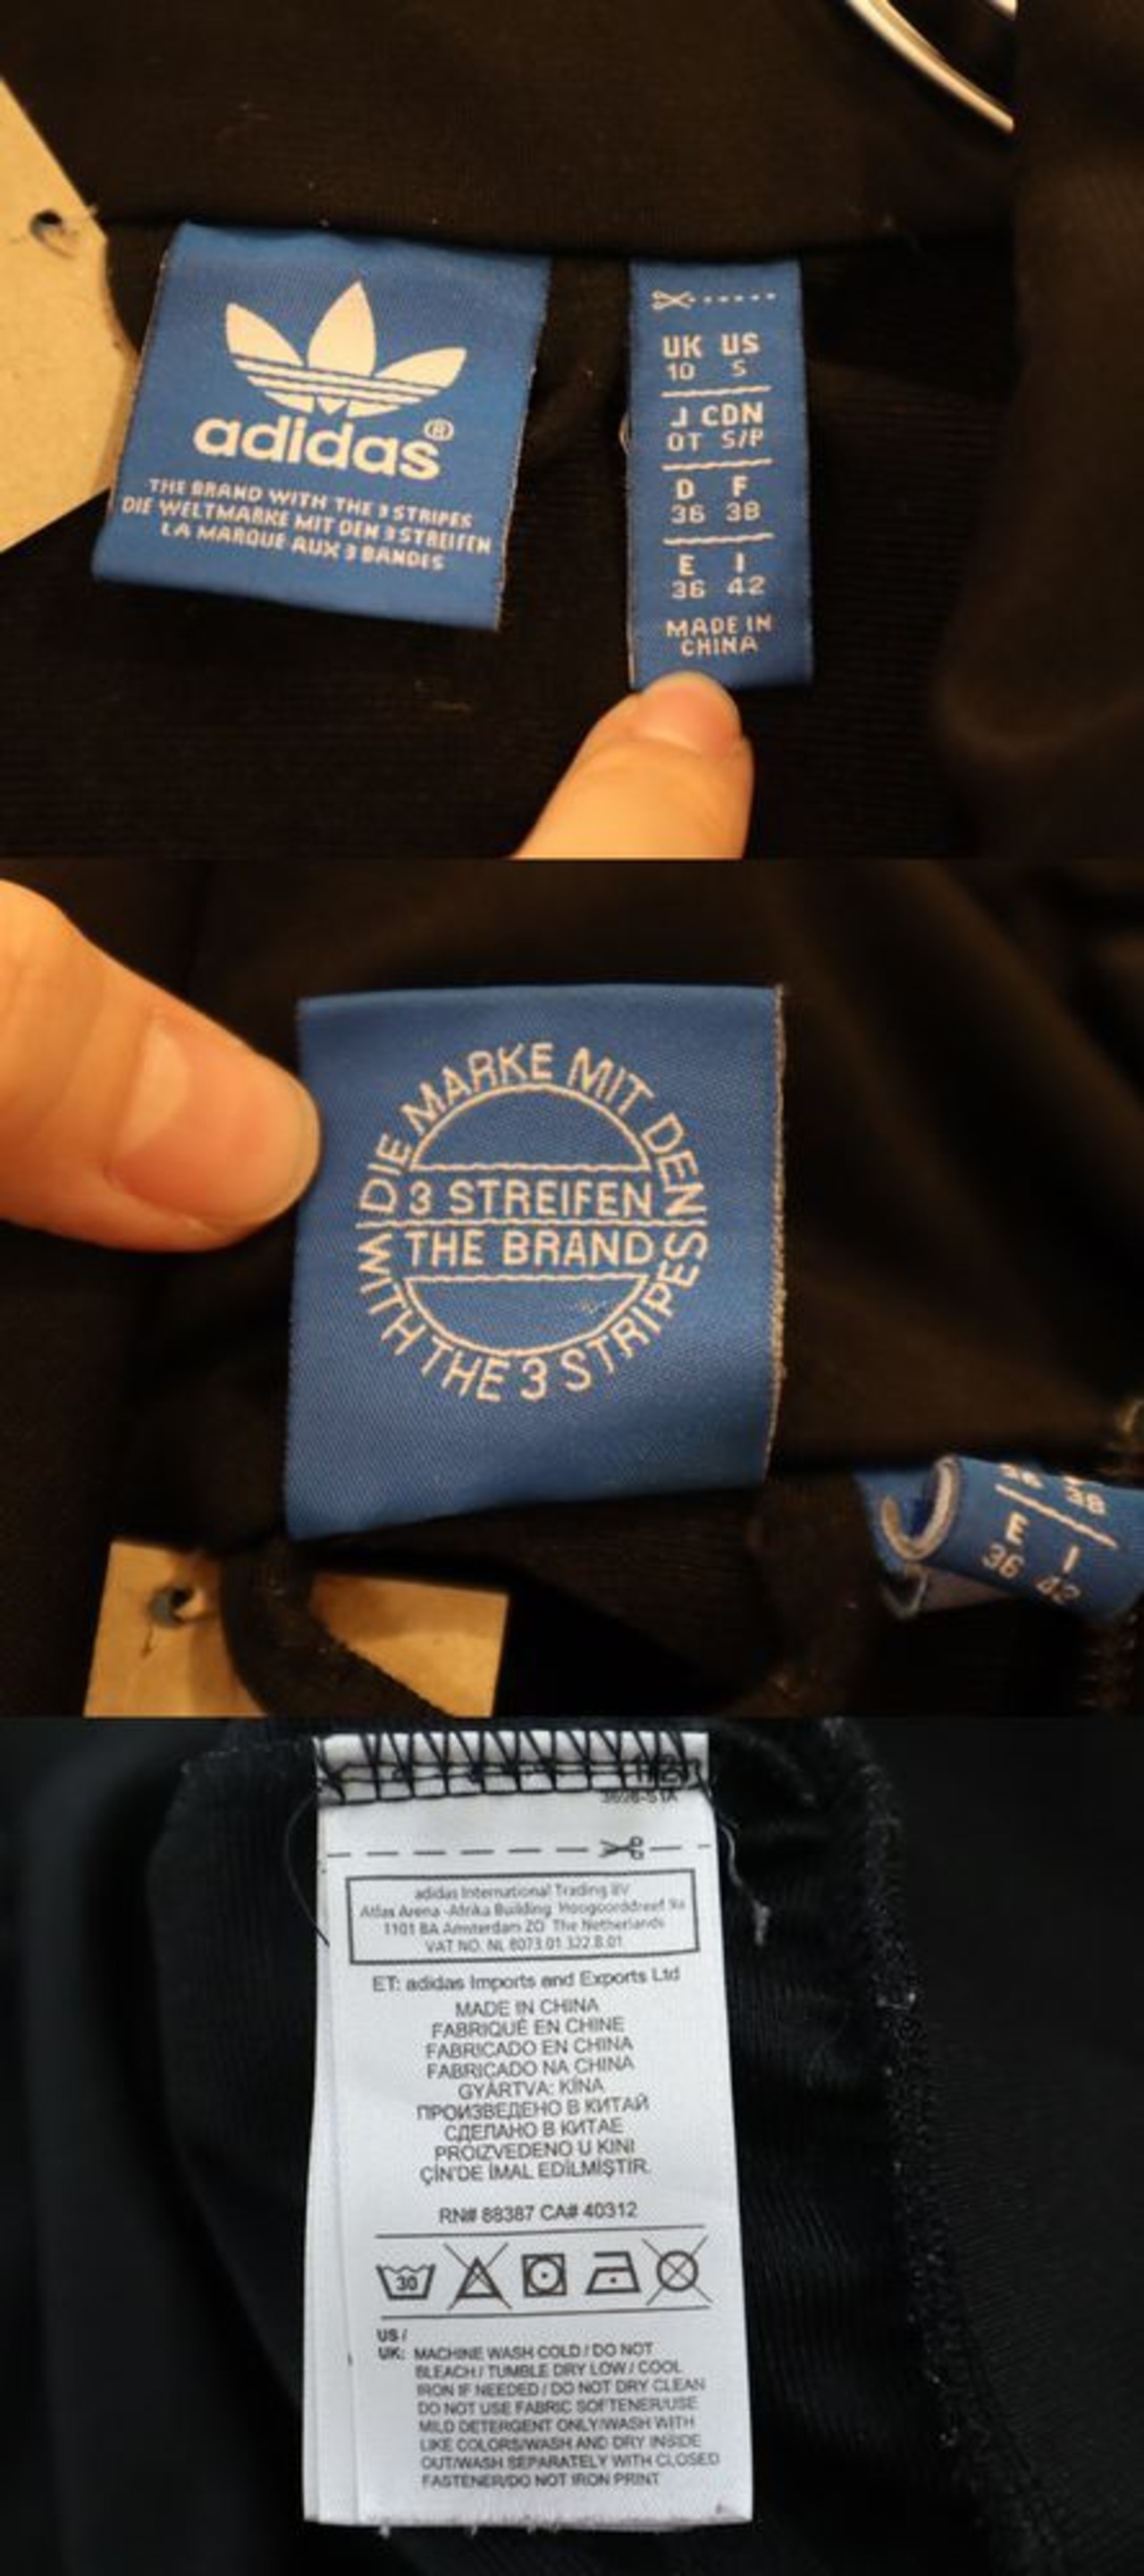 adidas®
THE BRAND WITH THE 3 STRIPES
DIE WELTMARKE MIT DEN 3 STREIFEN
LA MARQUE AUX 3 BANDES
UK US
10 S
J CDN
OT S/P
D F
36 38
E I
36 42
MADE IN
CHINA
DIE MARKE MIT DEN
3 STREIFEN
THE BRAND
WITH THE 3 STRIPES
36 38
E I
36 42
adidas International Trading BV
Atlas Arena -Afrika Building Hoogoorddreef 9a
1101 BA Amsterdam ZO The Netherlands
VAT NO. NL 8073.01.322.B.01
ET: adidas Imports and Exports Ltd
MADE IN CHINA
FABRIQUÉ EN CHINE
FABRICADO EN CHINA
FABRICADO NA CHINA
GYÁRTVA: KÍNA
ПРОИЗВЕДЕНО В КИТАЙ
СДЕЛАНО В КИТАЕ
PROIZVEDENO U KINI
ÇİN'DE İMAL EDİLMİŞTİR.
RN# 88387 CA# 40312
30
US /
UK: MACHINE WASH COLD / DO NOT
BLEACH / TUMBLE DRY LOW / COOL
IRON IF NEEDED / DO NOT DRY CLEAN
DO NOT USE FABRIC SOFTENER/USE
MILD DETERGENT ONLY/WASH WITH
LIKE COLORS/WASH AND DRY INSIDE
OUT/WASH SEPARATELY WITH CLOSED
FASTENER/DO NOT IRON PRINT